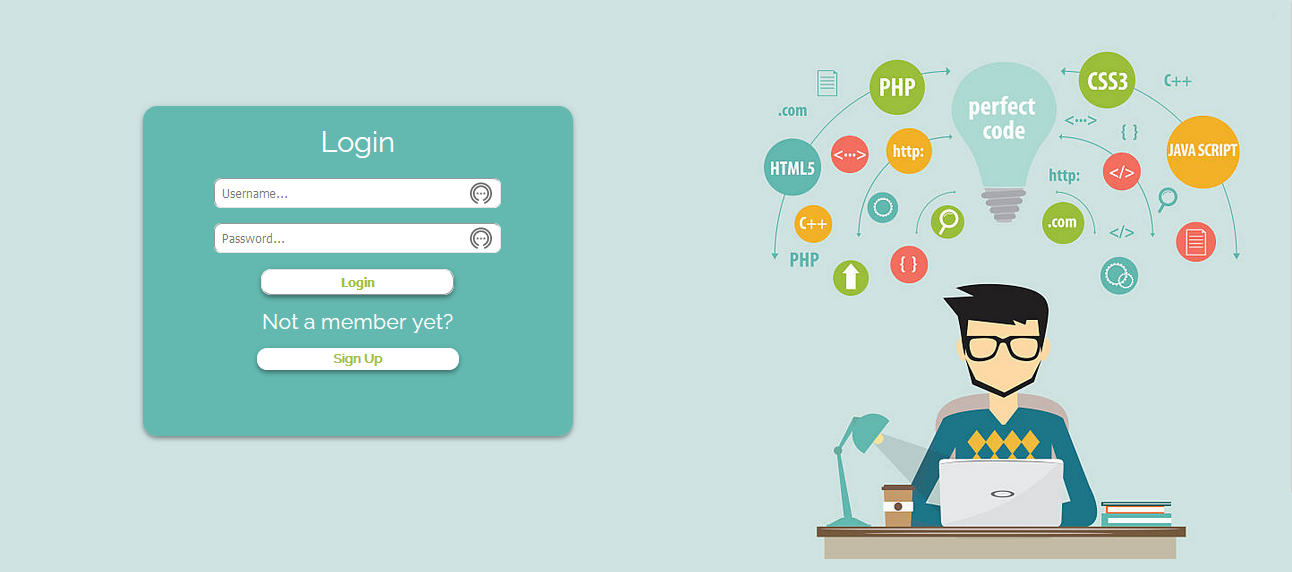 Login
Username...
Password...
Login
Not a member yet?
Sign Up
PHP
CSS3
C++
.com
perfect
code
<···>
{ }
HTML5
<···>
http:
JAVA SCRIPT
http:
</>
C++
.com
</>
PHP
{ }